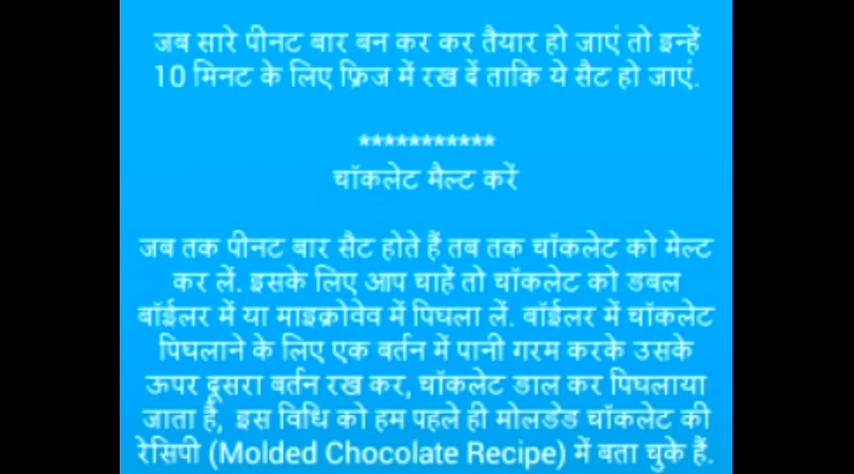 जब सारे पीनट बार बन कर कर तैयार हो जाएं तो इन्हें
10 मिनट के लिए फ्रिज में रख दें ताकि ये सैट हो जाएं.
***********
चॉकलेट मैल्ट करें
जब तक पीनट बार सैट होते हैं तब तक चॉकलेट को मेल्ट
कर लें. इसके लिए आप चाहें तो चॉकलेट को डबल
बॉईलर में या माइक्रोवेव में पिघला लें. बॉईलर में चॉकलेट
पिघलाने के लिए एक बर्तन में पानी गरम करके उसके
ऊपर दूसरा बर्तन रख कर, चॉकलेट डाल कर पिघलाया
जाता है, इस विधि को हम पहले ही मोलडेड चॉकलेट की
रेसिपी (Molded Chocolate Recipe) में बता चुके हैं.